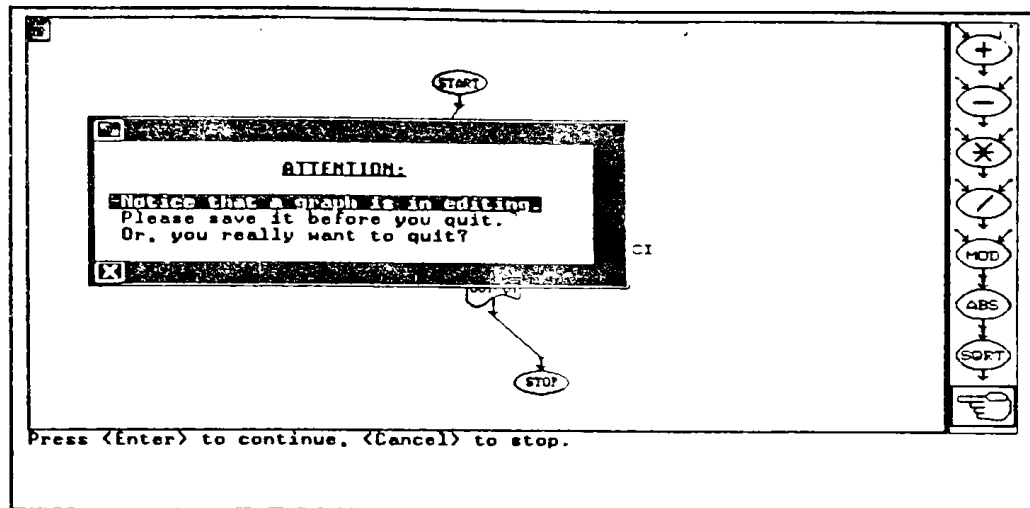 START
ATTENTION:
Notice that a graph is in editing.
Please save it before you quit.
Or, you really want to quit?
CI
STOP
+
-
*
/
MOD
ABS
SQRT
Press <Enter> to continue, <Cancel> to stop.